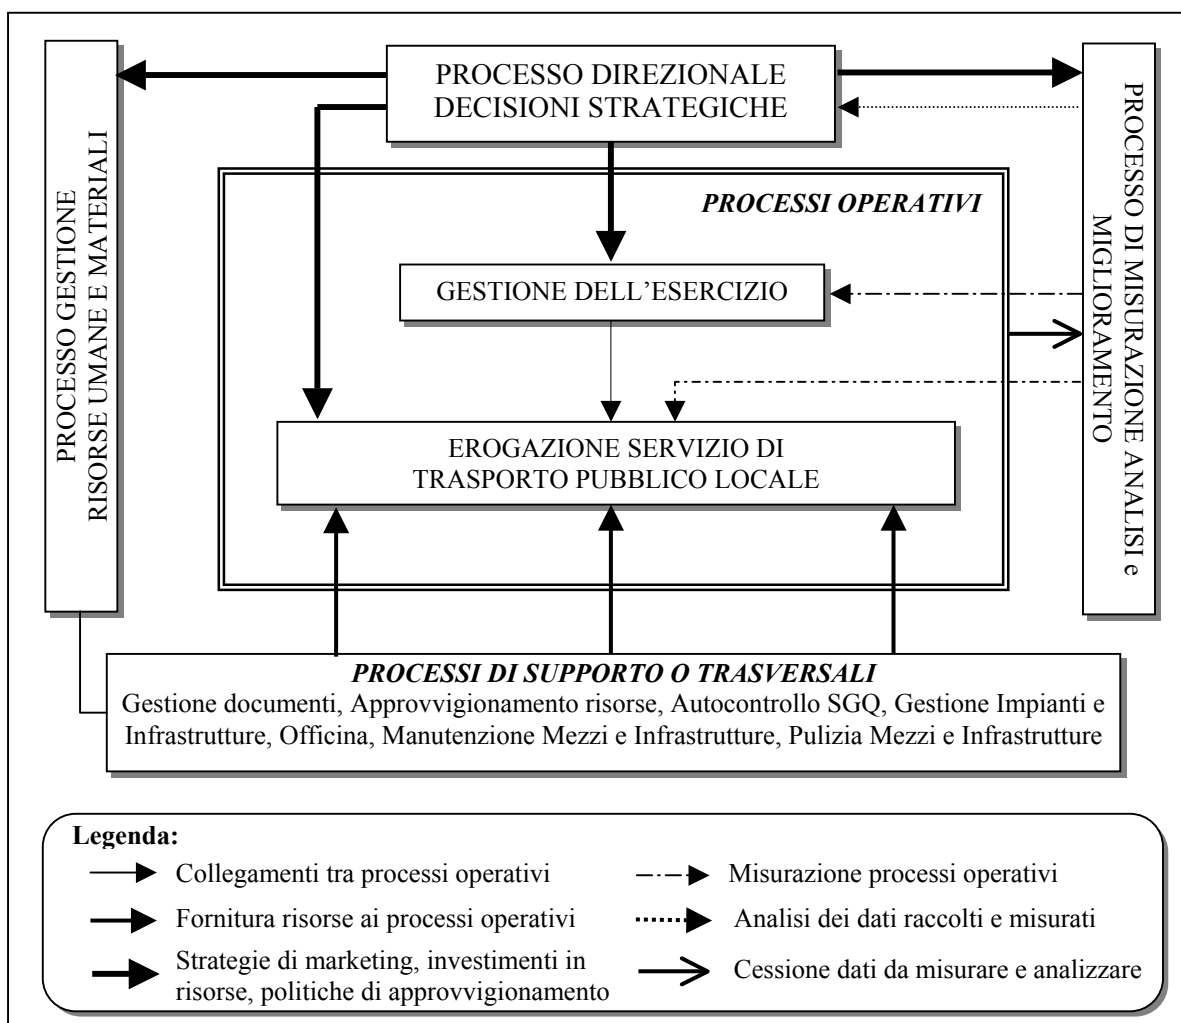 PROCESSO DIREZIONALE
DECISIONI STRATEGICHE
PROCESSO GESTIONE
RISORSE UMANE E MATERIALI
PROCESSO DI MISURAZIONE ANALISI e
MIGLIORAMENTO
PROCESSI OPERATIVI
GESTIONE DELL’ESERCIZIO
EROGAZIONE SERVIZIO DI
TRASPORTO PUBBLICO LOCALE
PROCESSI DI SUPPORTO O TRASVERSALI
Gestione documenti, Approvvigionamento risorse, Autocontrollo SGQ, Gestione Impianti e
Infrastrutture, Officina, Manutenzione Mezzi e Infrastrutture, Pulizia Mezzi e Infrastrutture
Legenda:
Collegamenti tra processi operativi
Fornitura risorse ai processi operativi
Strategie di marketing, investimenti in
risorse, politiche di approvvigionamento
Misurazione processi operativi
Analisi dei dati raccolti e misurati
Cessione dati da misurare e analizzare